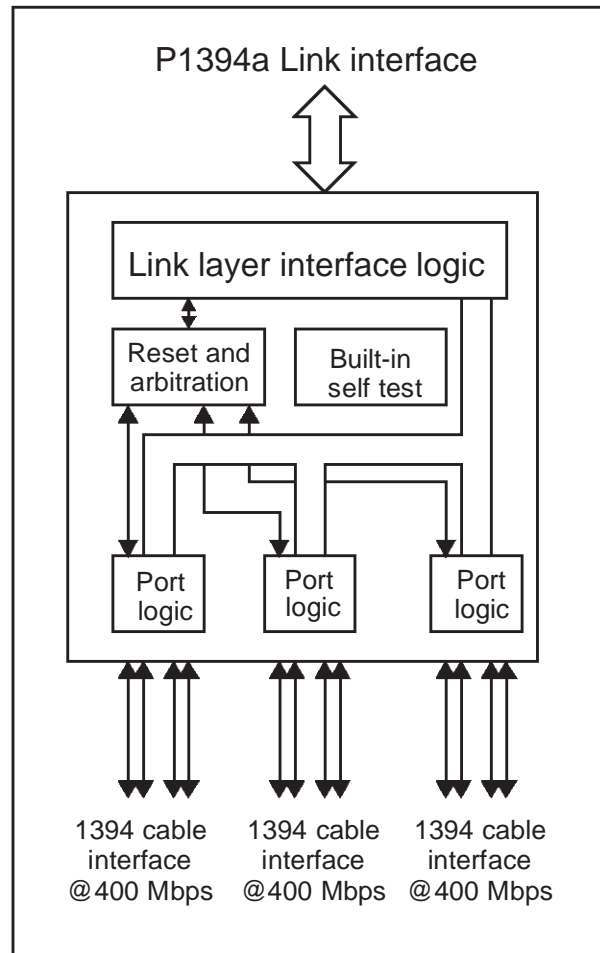 P1394a Link interface
Link layer interface logic
Reset and
arbitration
Built-in
self test
Port
logic
Port
logic
Port
logic
1394 cable
interface
@400 Mbps
1394 cable
interface
@400 Mbps
1394 cable
interface
@400 Mbps